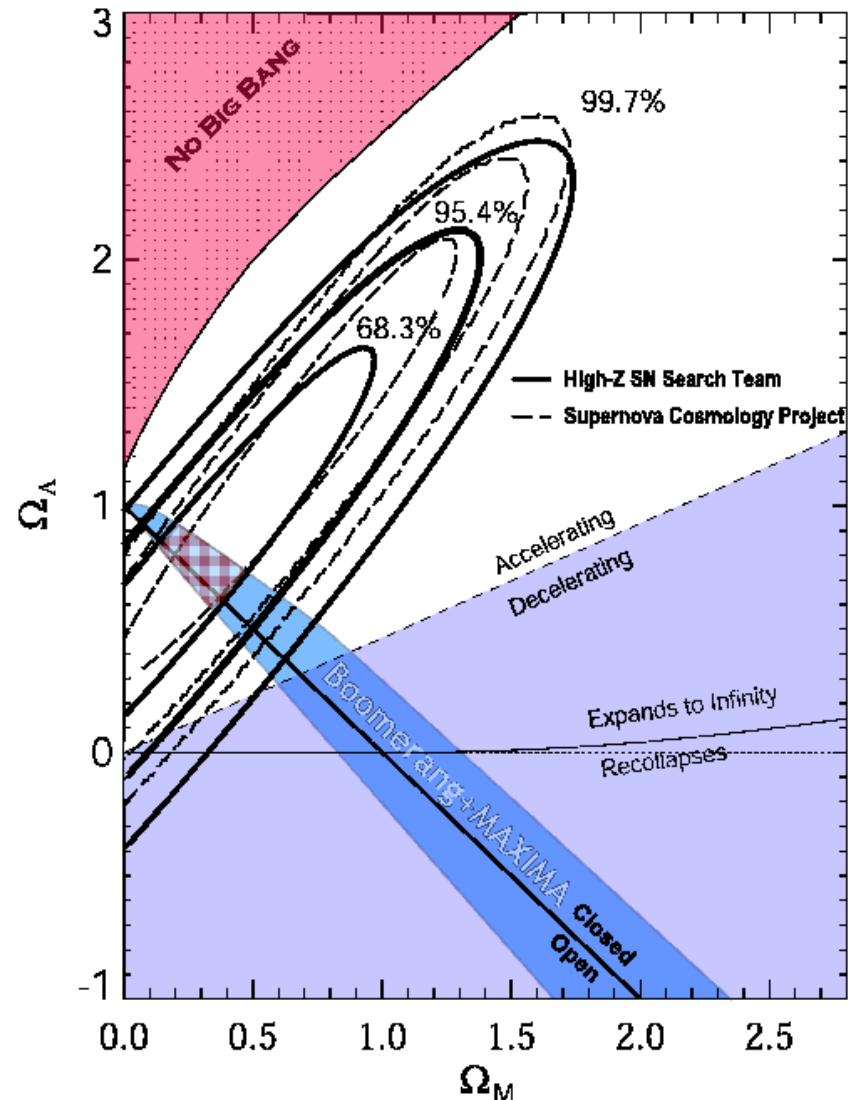 3
NO BIG BANG
99.7%
2
95.4%
68.3%
High-Z SN Search Team
Supernova Cosmology Project
Ω_Λ
1
Accelerating
Decelerating
Boomerang+MAXIMA
Expands to Infinity
0
Recollapses
Closed
Open
-1
0.0 0.5 1.0 1.5 2.0 2.5
Ω_M